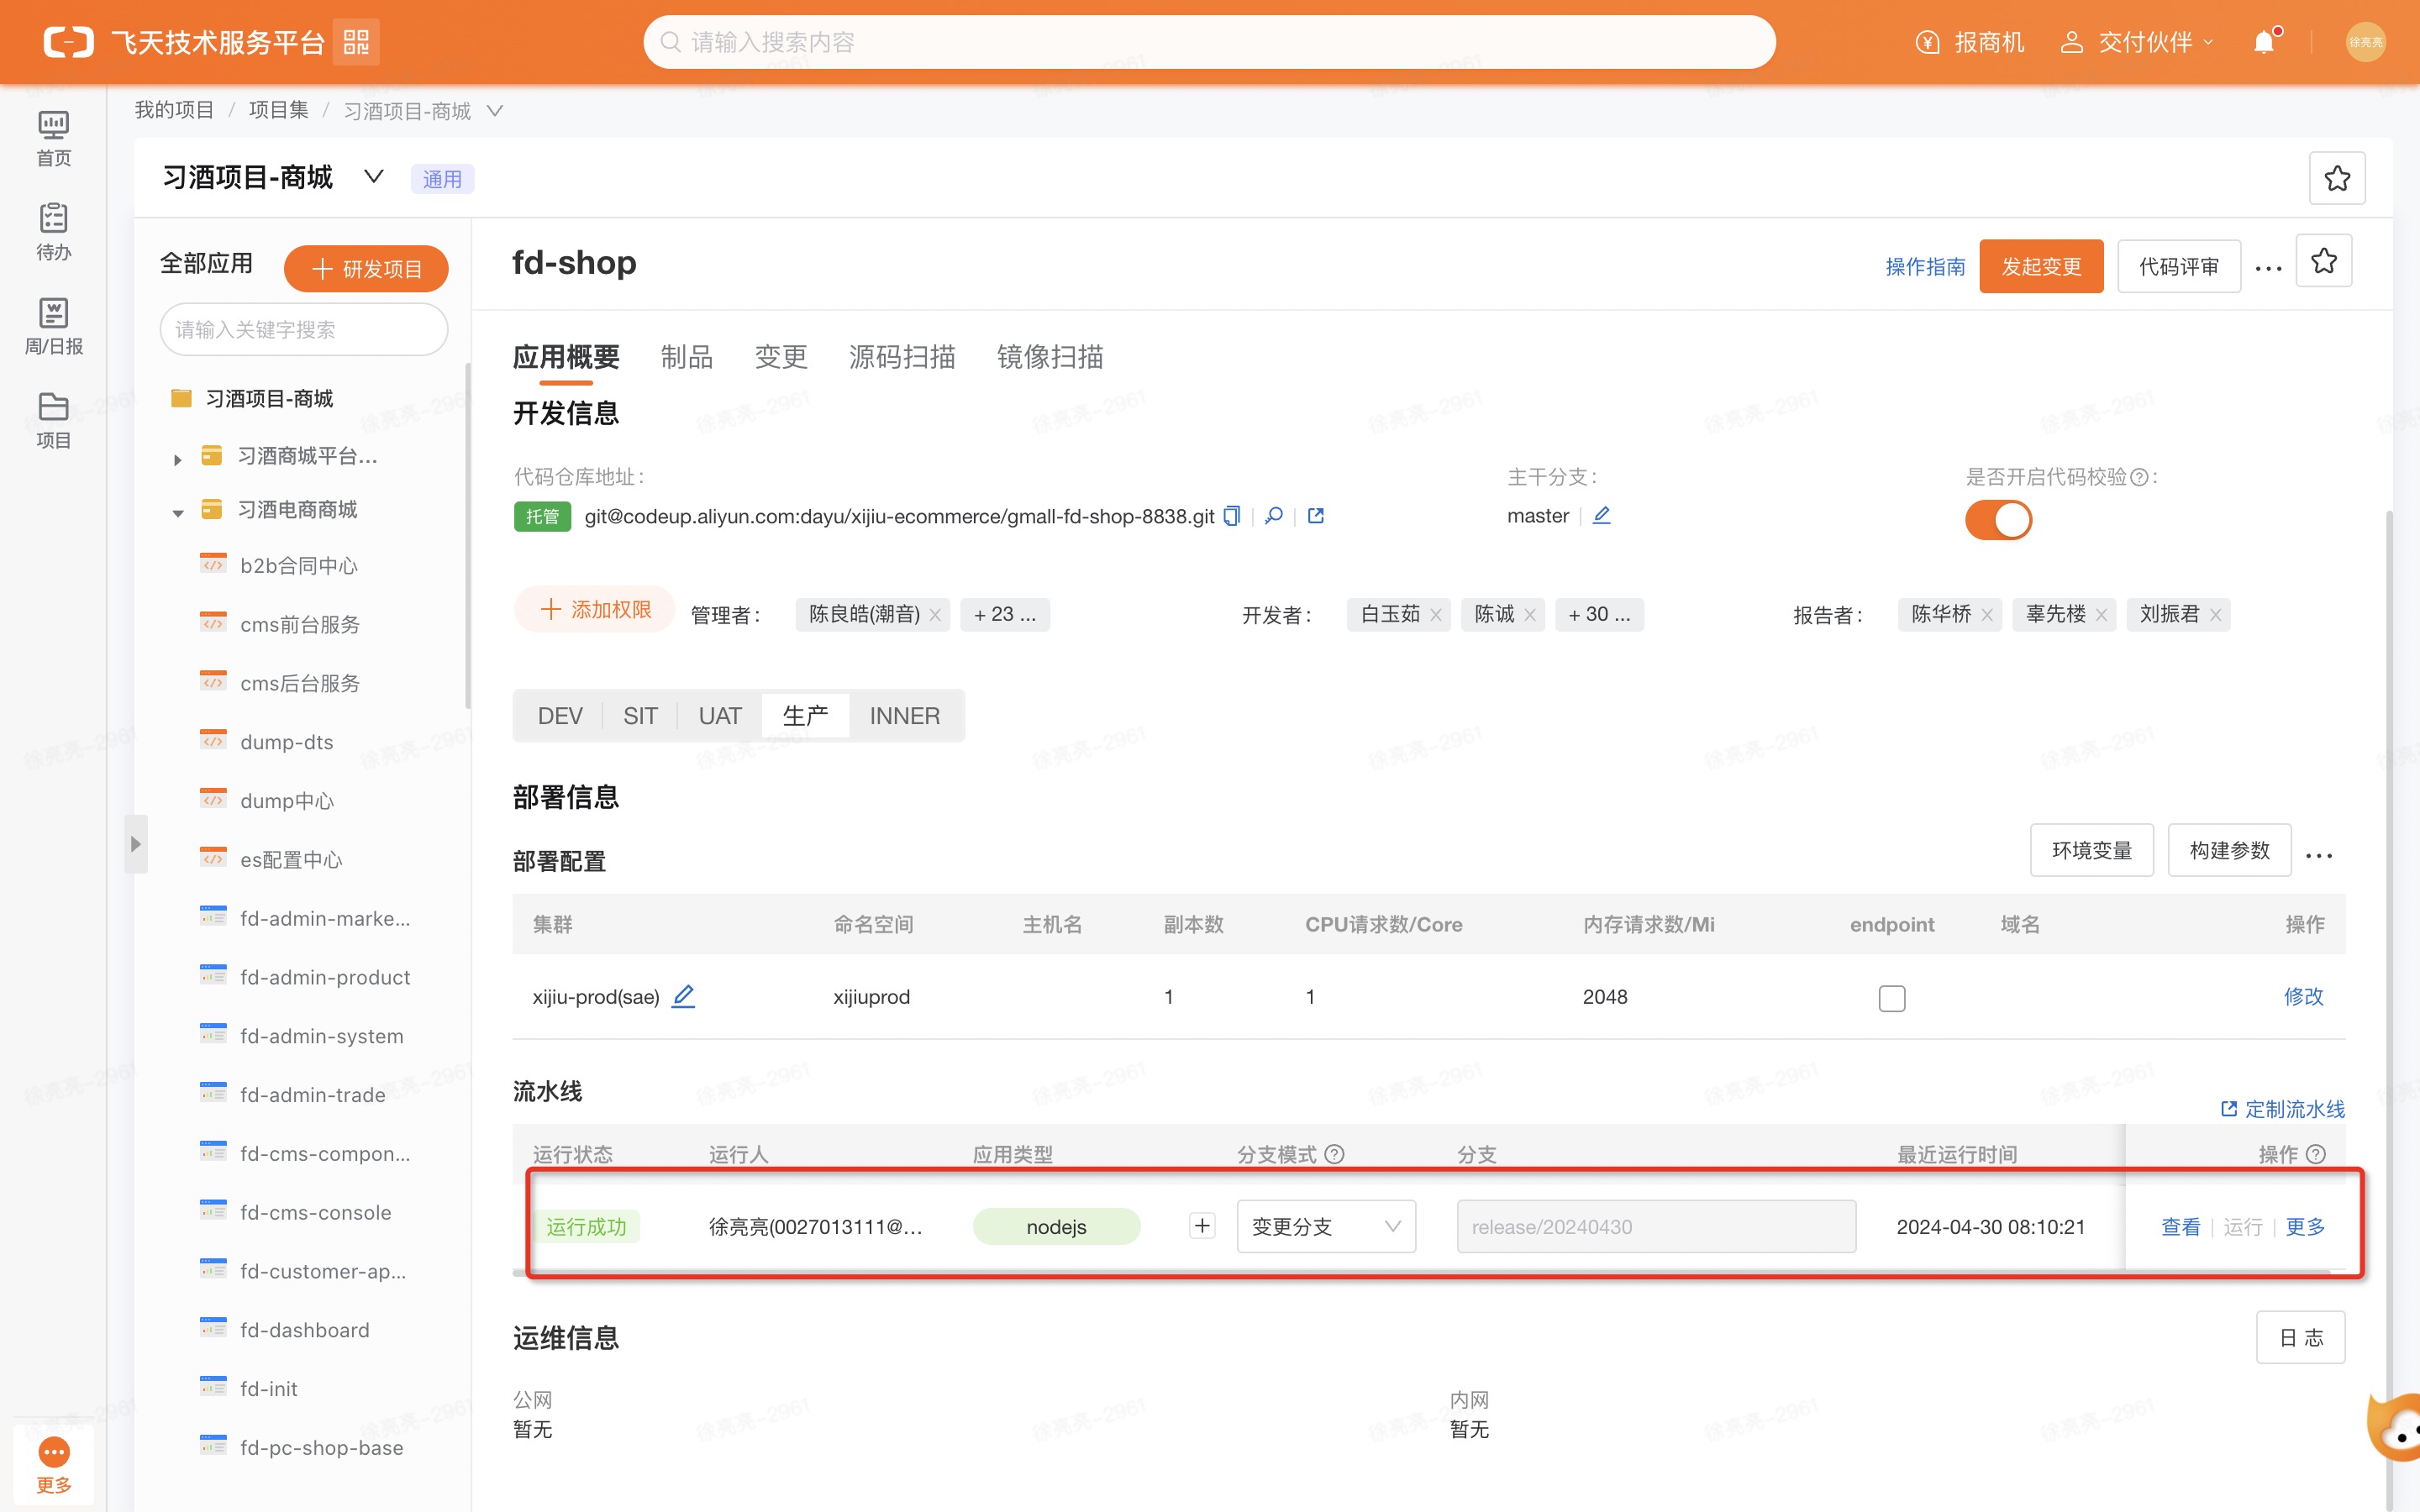 飞天技术服务平台
请输入搜索内容
报商机
交付伙伴
徐亮亮
首页
待办
周/日报
项目
更多
我的项目 / 项目集 / 习酒项目-商城
习酒项目-商城
通用
全部应用
研发项目
请输入关键字搜索
习酒项目-商城
习酒商城平台...
习酒电商商城
b2b合同中心
cms前台服务
cms后台服务
dump-dts
dump中心
es配置中心
fd-admin-marke...
fd-admin-product
fd-admin-system
fd-admin-trade
fd-cms-compon...
fd-cms-console
fd-customer-ap...
fd-dashboard
fd-init
fd-pc-shop-base
fd-shop
操作指南
发起变更
代码评审
应用概要 制品 变更 源码扫描 镜像扫描
开发信息
代码仓库地址: 主干分支: 是否开启代码校验?:
托管 git@codeup.aliyun.com:dayu/xijiu-ecommerce/gmall-fd-shop-8838.git master
添加权限 管理者: 陈良皓(潮音) × + 23 ... 开发者: 白玉茹 × 陈诚 × + 30 ... 报告者: 陈华桥 × 辜先楼 × 刘振君 ×
DEV SIT UAT 生产 INNER
部署信息
部署配置
环境变量 构建参数 ...
集群 命名空间 主机名 副本数 CPU请求数/Core 内存请求数/Mi endpoint 域名 操作
xijiu-prod(sae) xijiuprod 1 1 2048 修改
流水线
定制流水线
运行状态 运行人 应用类型 分支模式 ? 分支 最近运行时间 操作 ?
运行成功 徐亮亮(0027013111@... nodejs + 变更分支 release/20240430 2024-04-30 08:10:21 查看 | 运行 | 更多
运维信息
日 志
公网 内网
暂无 暂无
徐亮亮-2961